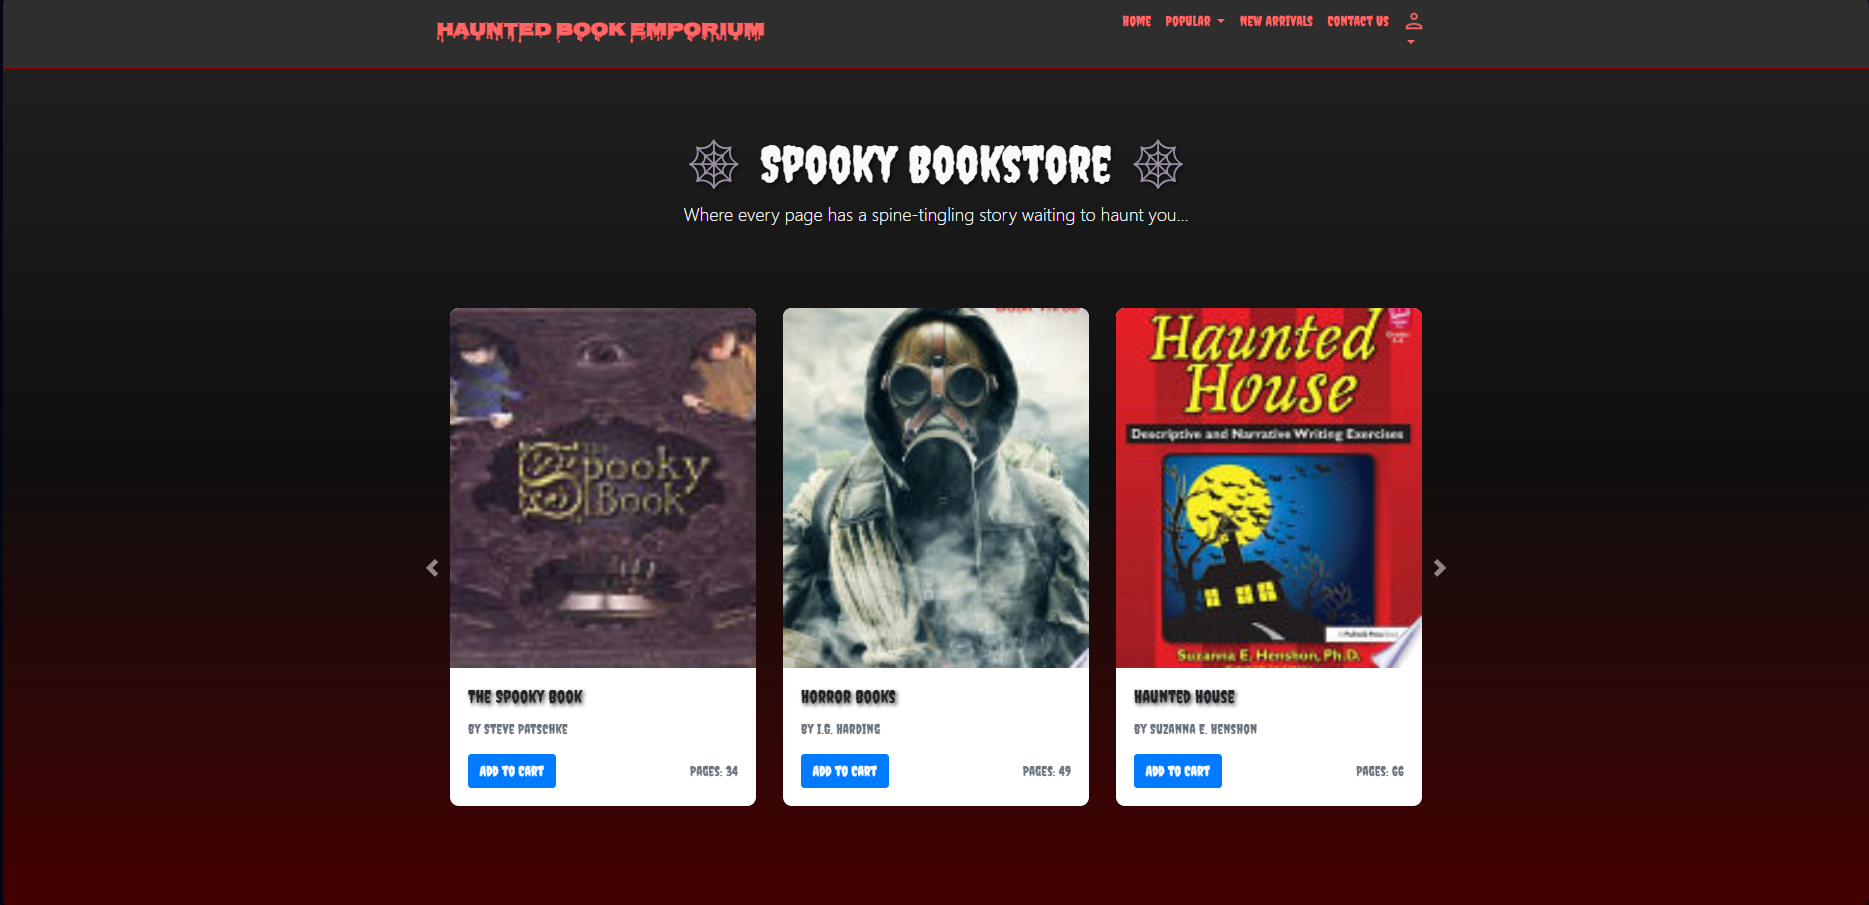 HAUNTED BOOK EMPORIUM
HOME POPULAR NEW ARRIVALS CONTACT US
SPOOKY BOOKSTORE
Where every page has a spine-tingling story waiting to haunt you...
The
Spooky
Book
Haunted
House
Descriptive and Narrative Writing Exercises
Suzanna E. Henshon, Ph.D.
THE SPOOKY BOOK
BY STEVE PATSCHKE
ADD TO CART PAGES: 34
HORROR BOOKS
BY I.G. HARDING
ADD TO CART PAGES: 49
HAUNTED HOUSE
BY SUZANNA E. HENSHON
ADD TO CART PAGES: 66